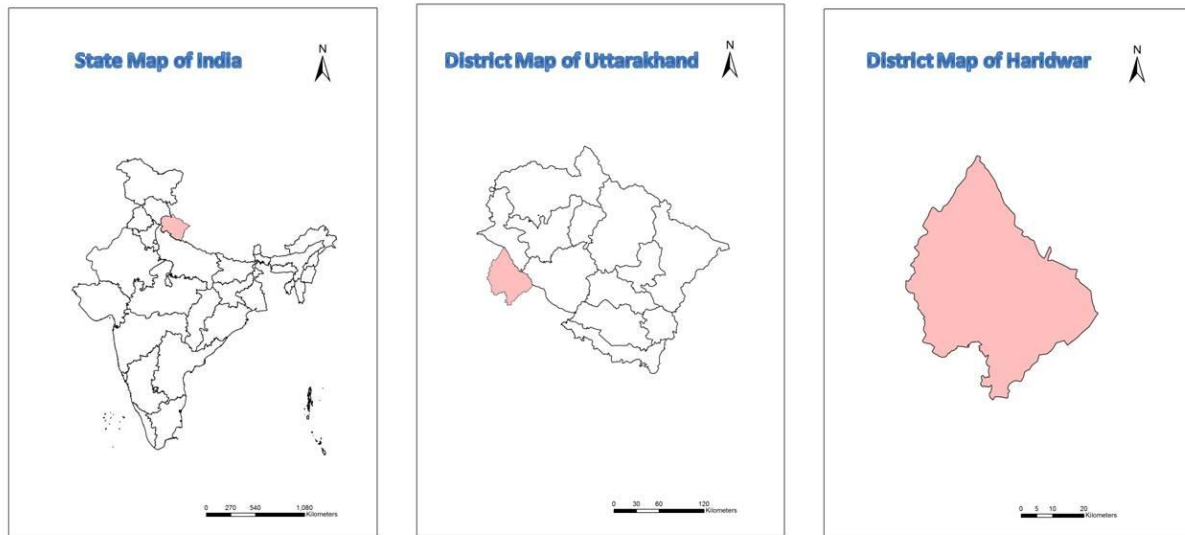 State Map of India
N
0 270 540 1,080
Kilometers
District Map of Uttarakhand
N
0 30 60 120
Kilometers
District Map of Haridwar
N
0 5 10 20
Kilometers